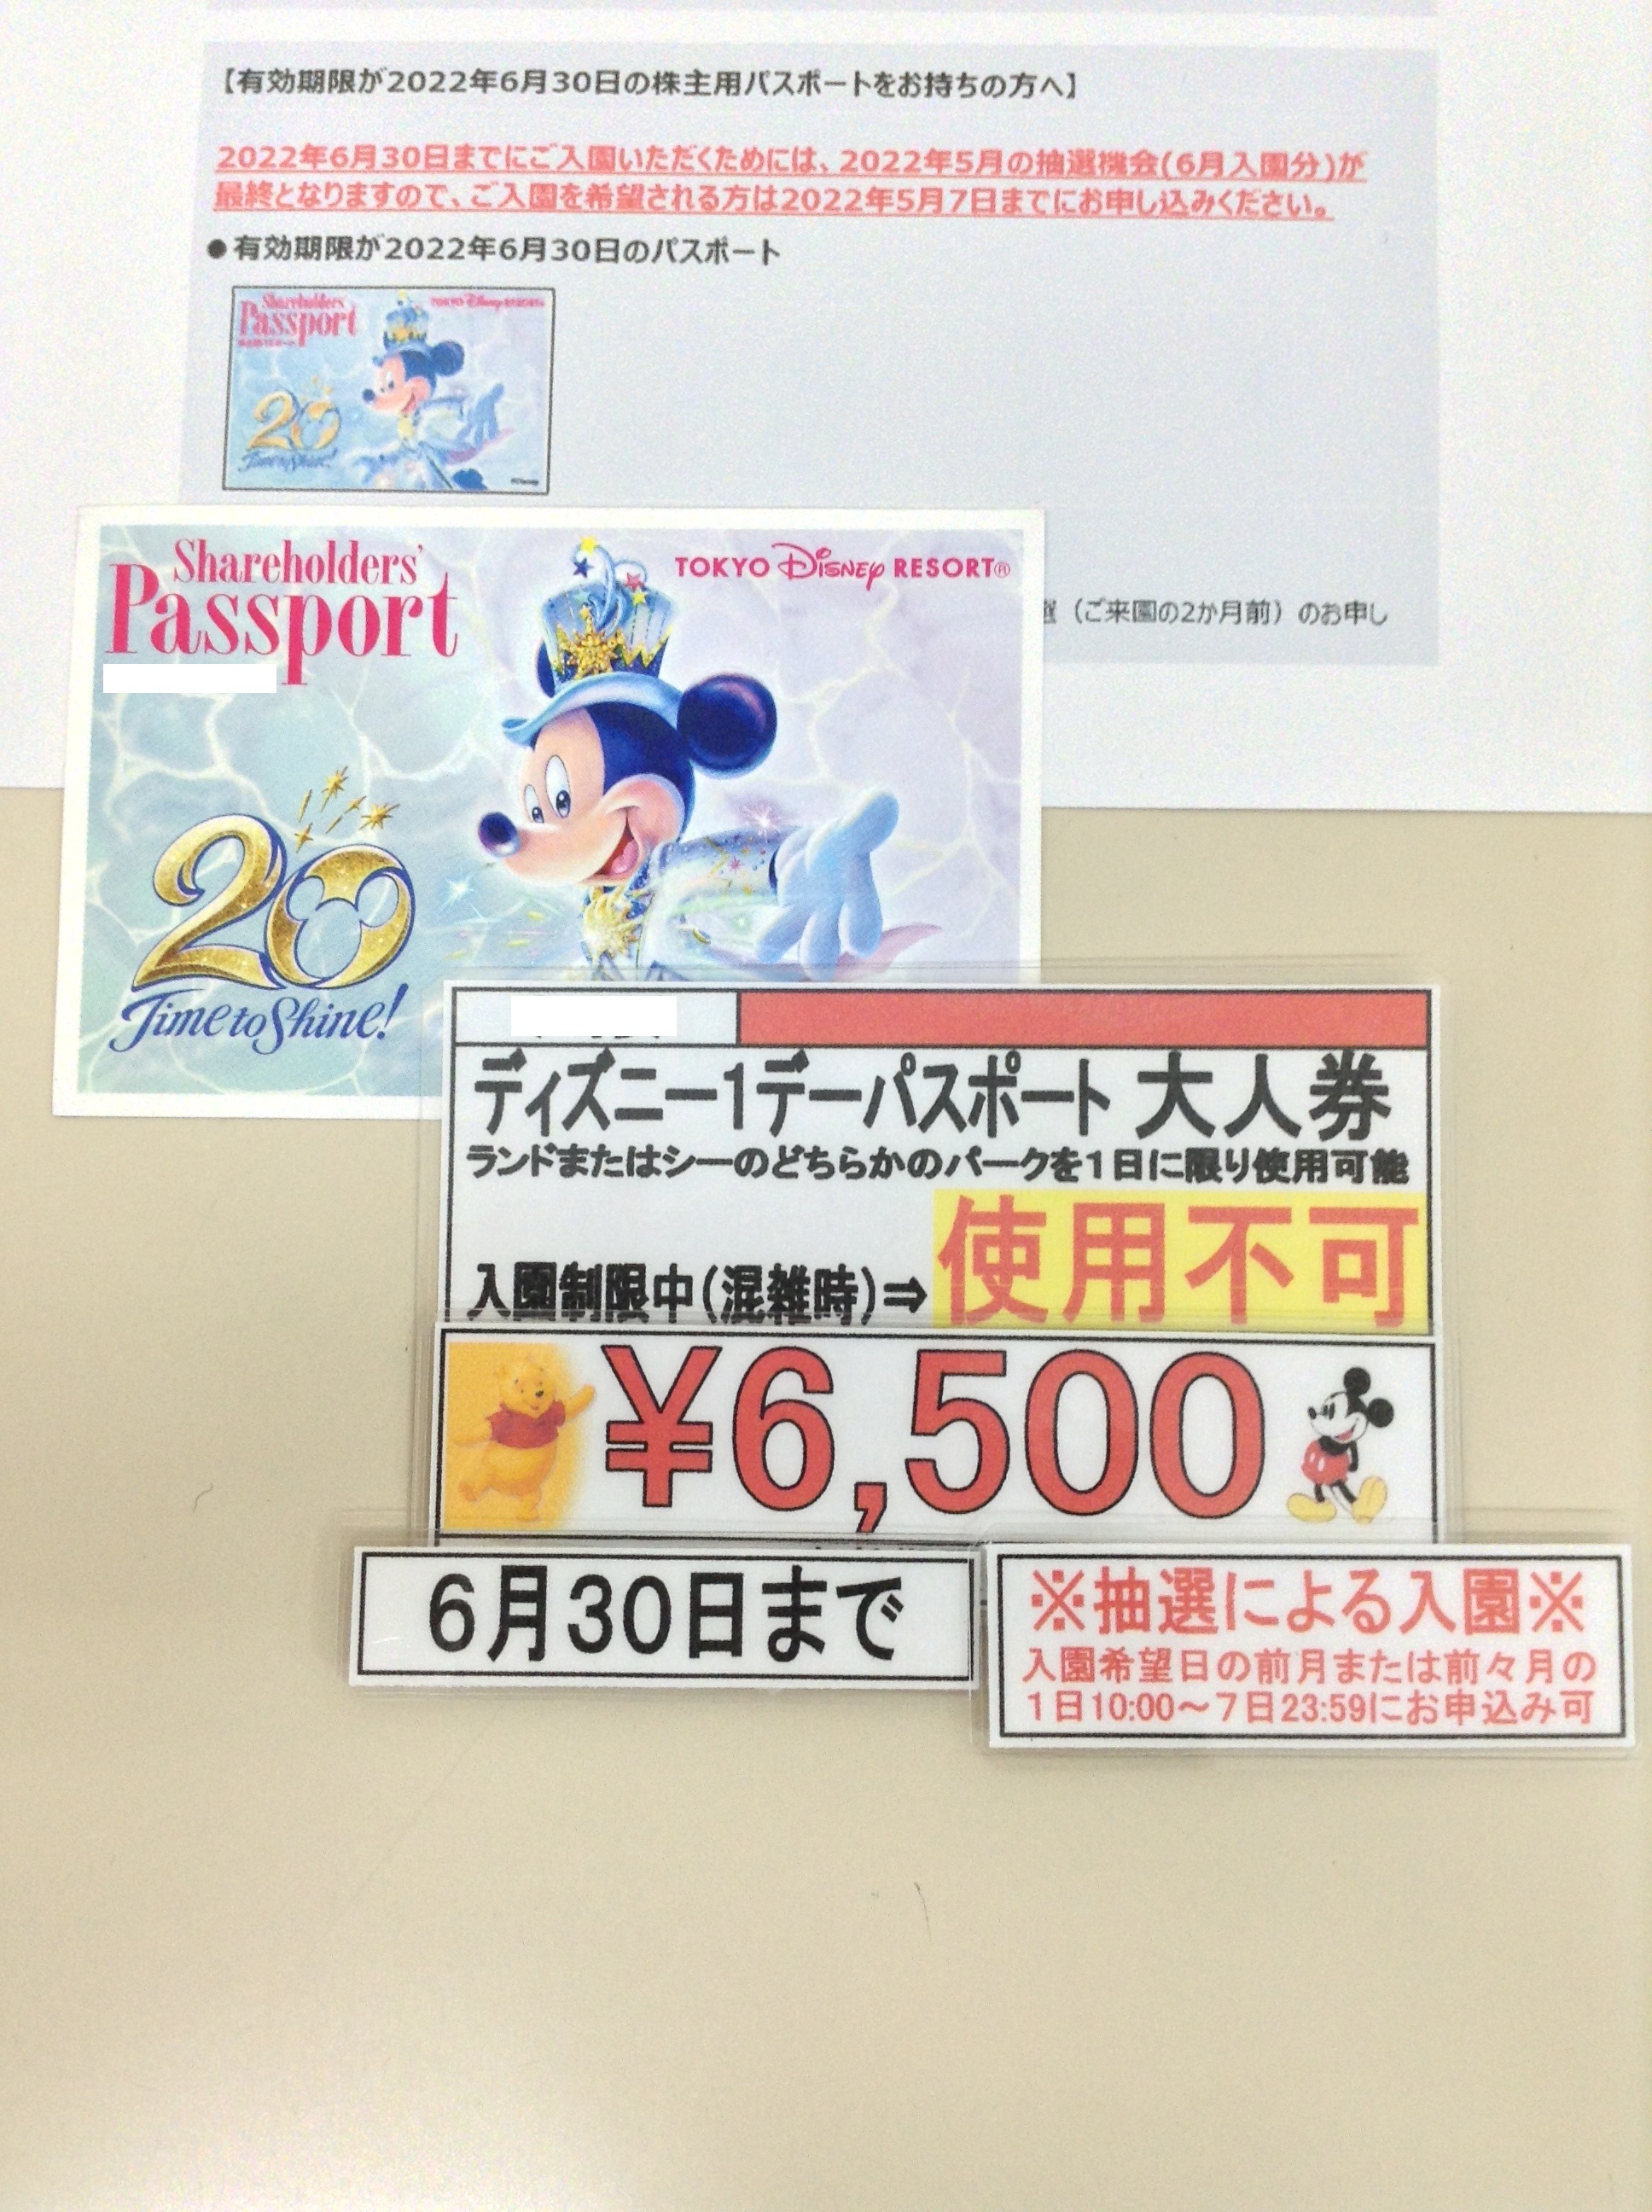 【有効期限が2022年6月30日の株主用パスポートをお持ちの方へ】
2022年6月30日までにご入園いただくためには、2022年5月の抽選機会(6月入園分)が
最終となりますので、ご入園を希望される方は2022年5月7日までにお申し込みください。
●有効期限が2022年6月30日のパスポート
Shareholders'
Passport
TOKYO Disney RESORT
20
Time to Shine!
選（ご来園の2か月前）のお申し
Shareholders'
Passport
TOKYO Disney RESORT®
20
Time to Shine!
ディズニー1デーパスポート 大人券
ランドまたはシーのどちらかのパークを1日に限り使用可能
入園制限中(混雑時)⇒使用不可
¥6,500
6月30日まで
※抽選による入園※
入園希望日の前月または前々月の
1日10:00～7日23:59にお申込み可